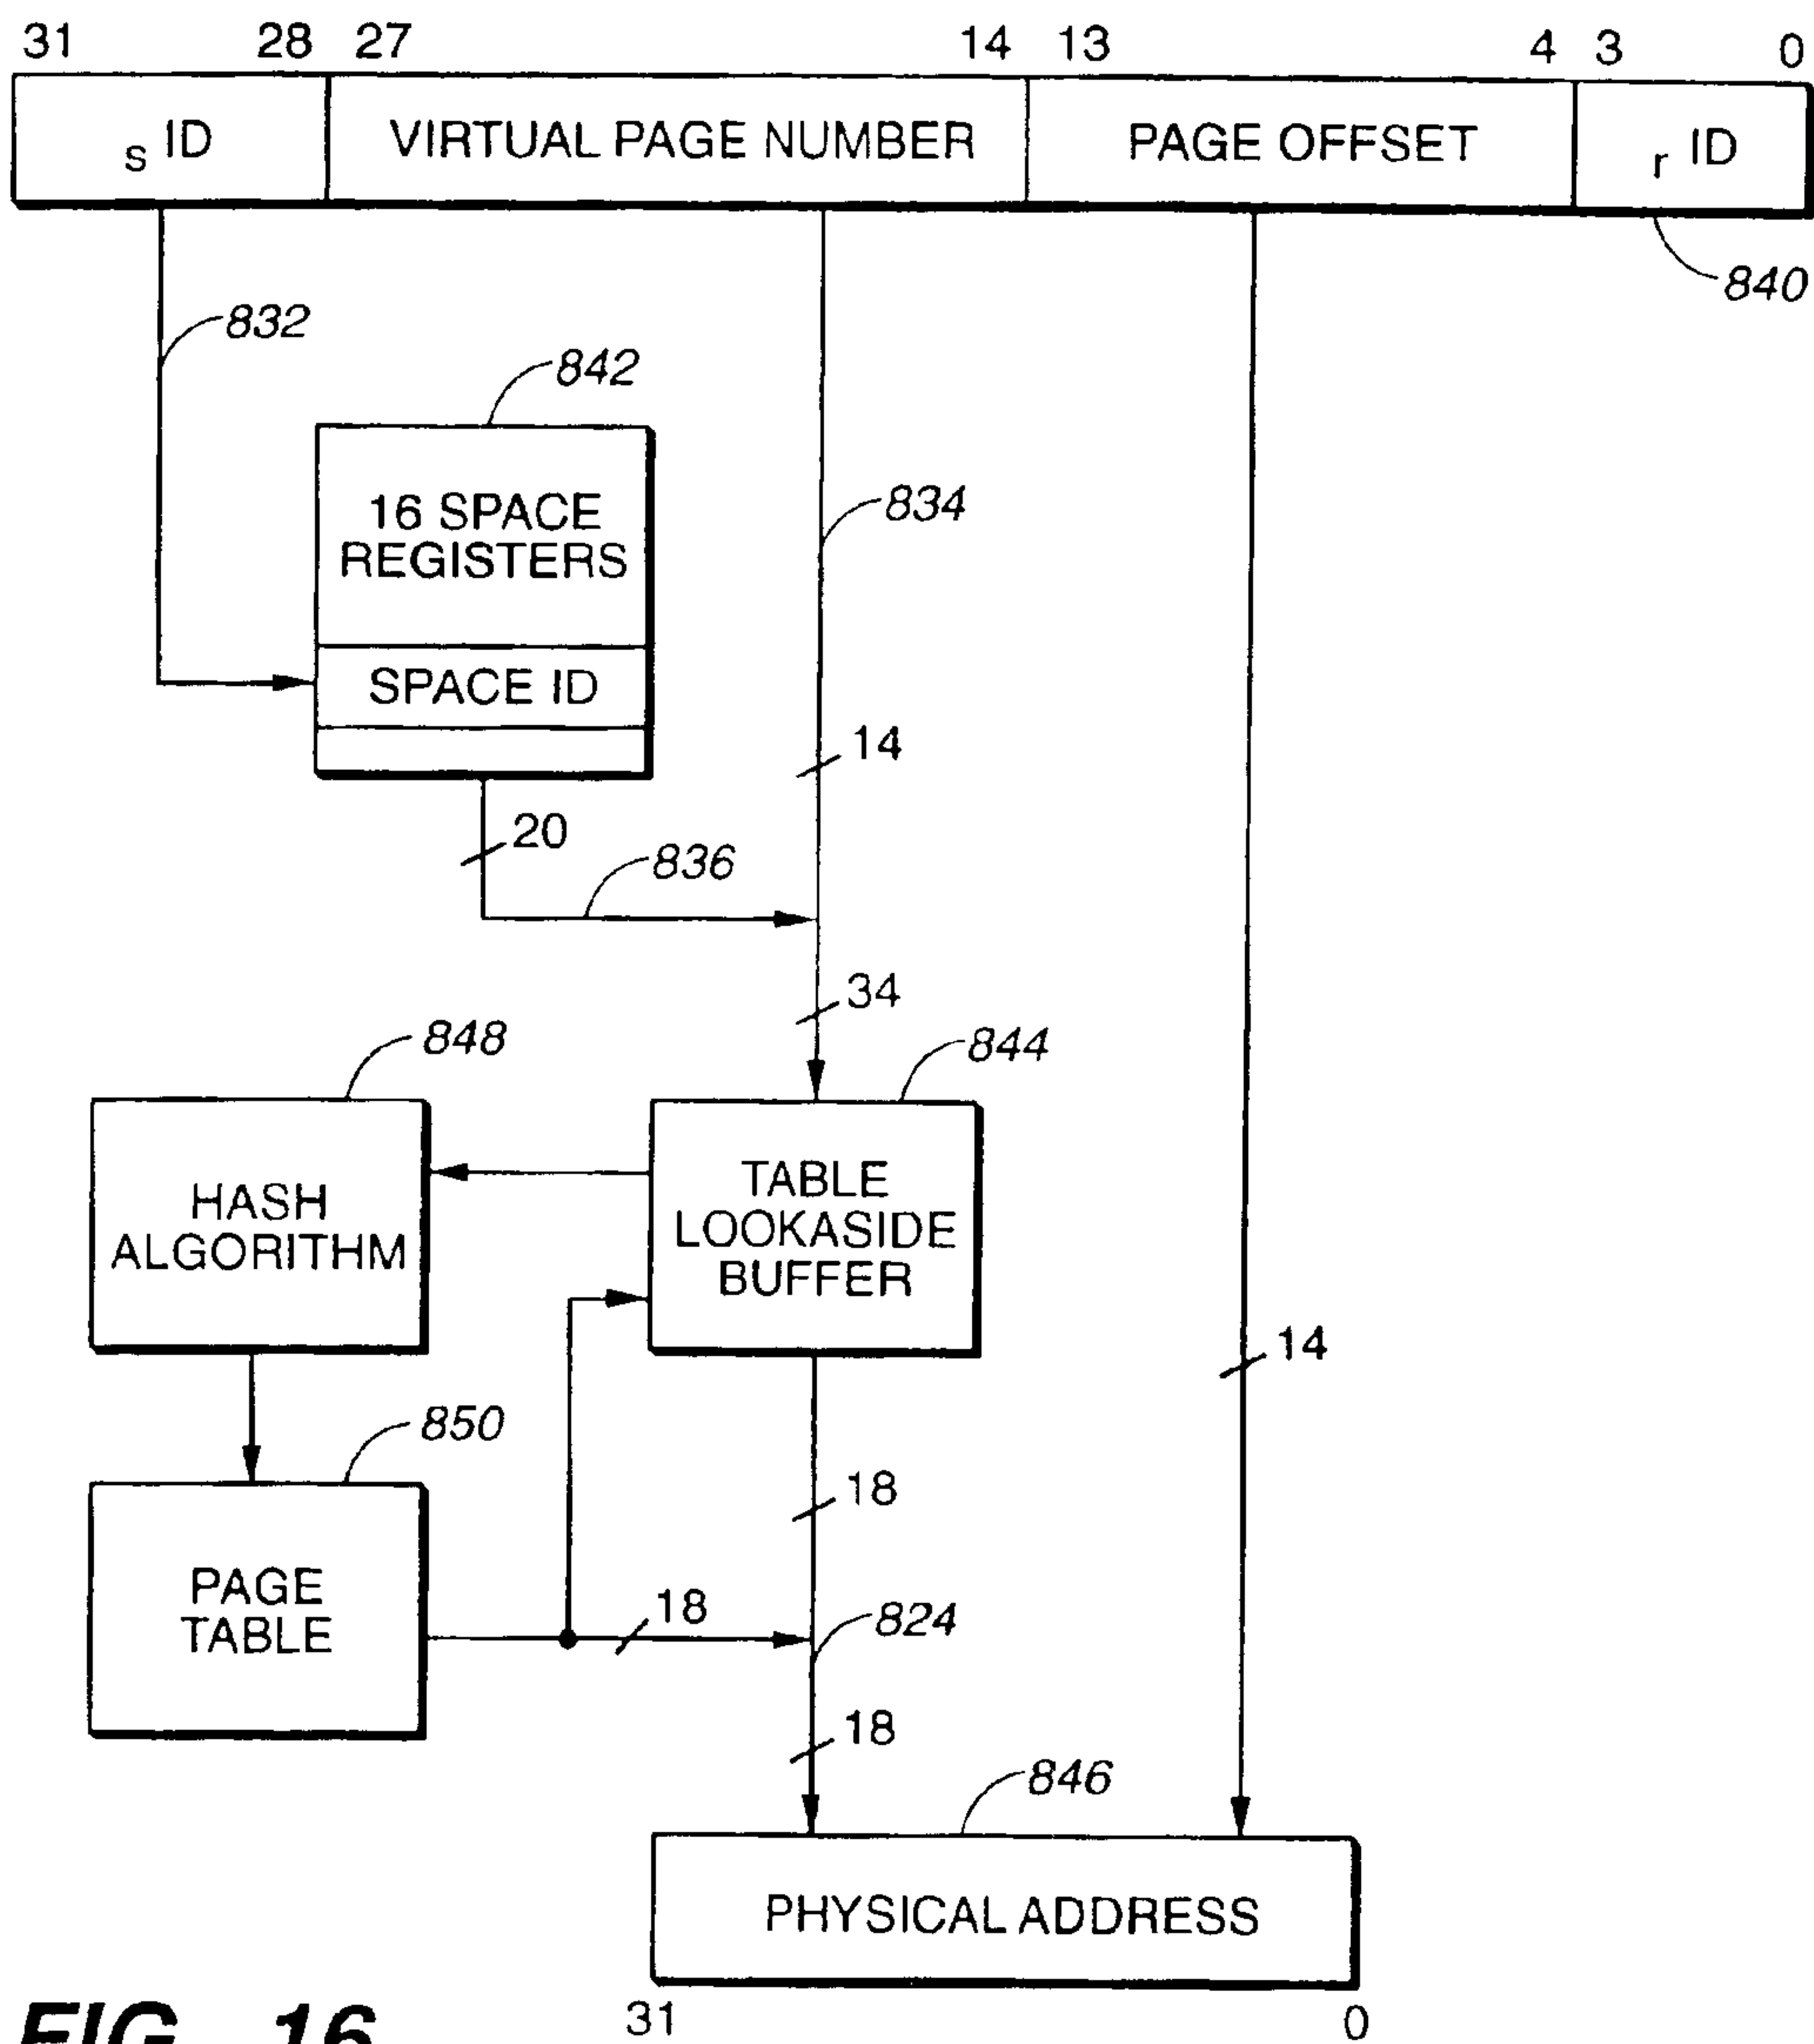 31 28 27 14 13 4 3 0
s ID VIRTUAL PAGE NUMBER PAGE OFFSET r ID
840
832
842
16 SPACE
REGISTERS
834
SPACE ID
14
20
836
34
848
844
HASH
ALGORITHM
TABLE
LOOKASIDE
BUFFER
14
850
18
PAGE
TABLE
18
824
18
846
PHYSICAL ADDRESS
31 0
FIG. 16